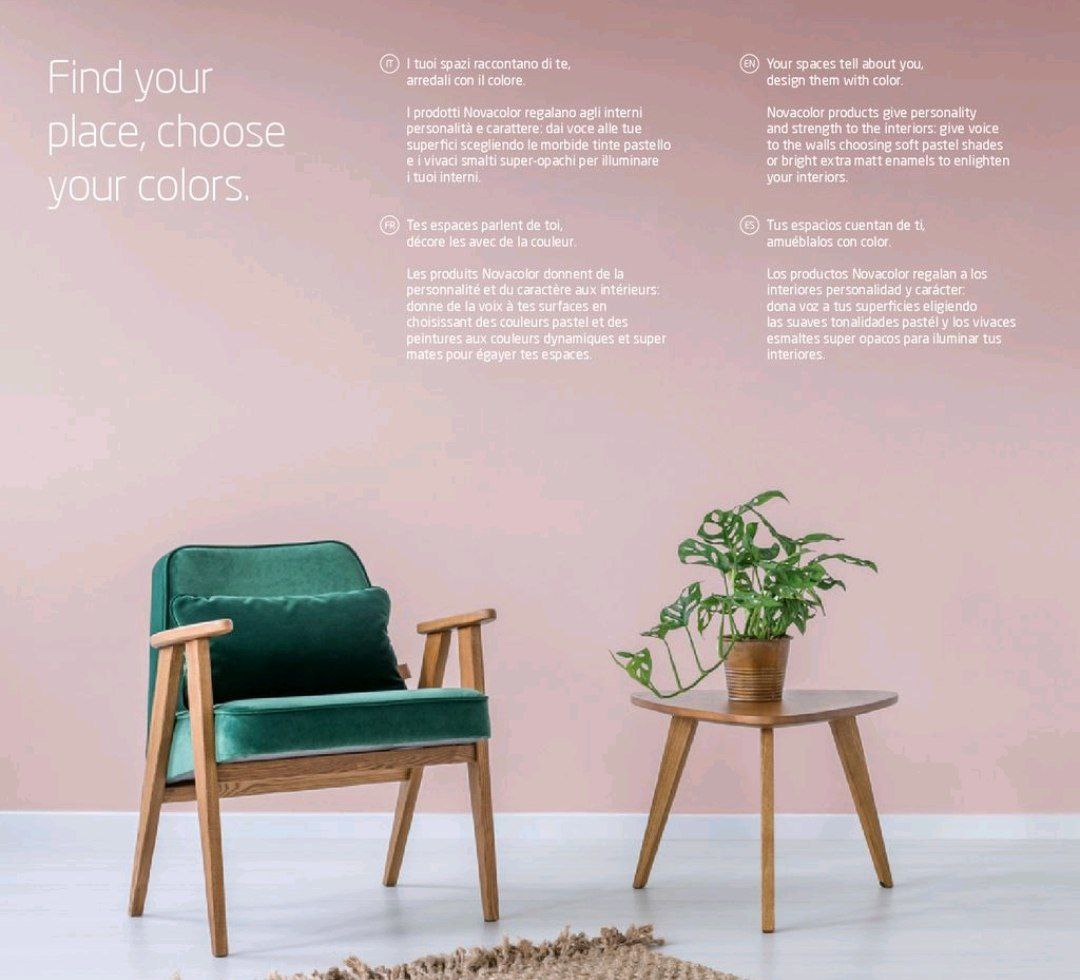 Find your
place, choose
your colors.
IT I tuoi spazi raccontano di te,
arredali con il colore.
I prodotti Novacolor regalano agli interni
personalità e carattere: dai voce alle tue
superfici scegliendo le morbide tinte pastello
e i vivaci smalti super-opachi per illuminare
i tuoi interni.
EN Your spaces tell about you,
design them with color.
Novacolor products give personality
and strength to the interiors: give voice
to the walls choosing soft pastel shades
or bright extra matt enamels to enlighten
your interiors.
FR Tes espaces parlent de toi,
décore les avec de la couleur.
Les produits Novacolor donnent de la
personnalité et du caractère aux intérieurs:
donne de la voix à tes surfaces en
choisissant des couleurs pastel et des
peintures aux couleurs dynamiques et super
mates pour égayer tes espaces.
ES Tus espacios cuentan de ti,
amuéblalos con color.
Los productos Novacolor regalan a los
interiores personalidad y carácter:
dona voz a tus superficies eligiendo
las suaves tonalidades pastél y los vivaces
esmaltes super opacos para iluminar tus
interiores.